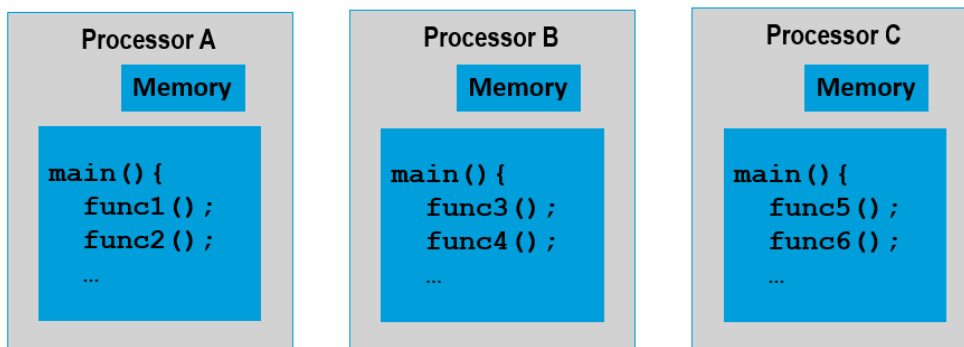 Processor A
Memory
main(){
func1();
func2();
…
Processor B
Memory
main(){
func3();
func4();
…
Processor C
Memory
main(){
func5();
func6();
…